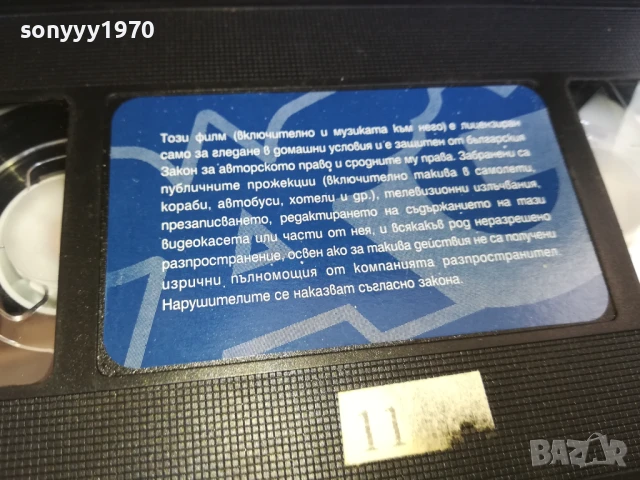 sonyyy1970
Този филм (включително и музиката към него) е лицензиран
само за гледане в домашни условия и е защитен от българския
Закон за авторското право и сродните му права. Забранени са
публичните прожекции (включително такива в самолети,
кораби, автобуси, хотели и др.), телевизионни излъчвания,
презаписването, редактирането на съдържанието на тази
видеокасета или части от нея, и всякакъв род неразрешено
разпространение, освен ако за такива действия не са получени
изрични пълномощия от компанията разпространител.
Нарушителите се наказват съгласно закона.
11
BAZAR